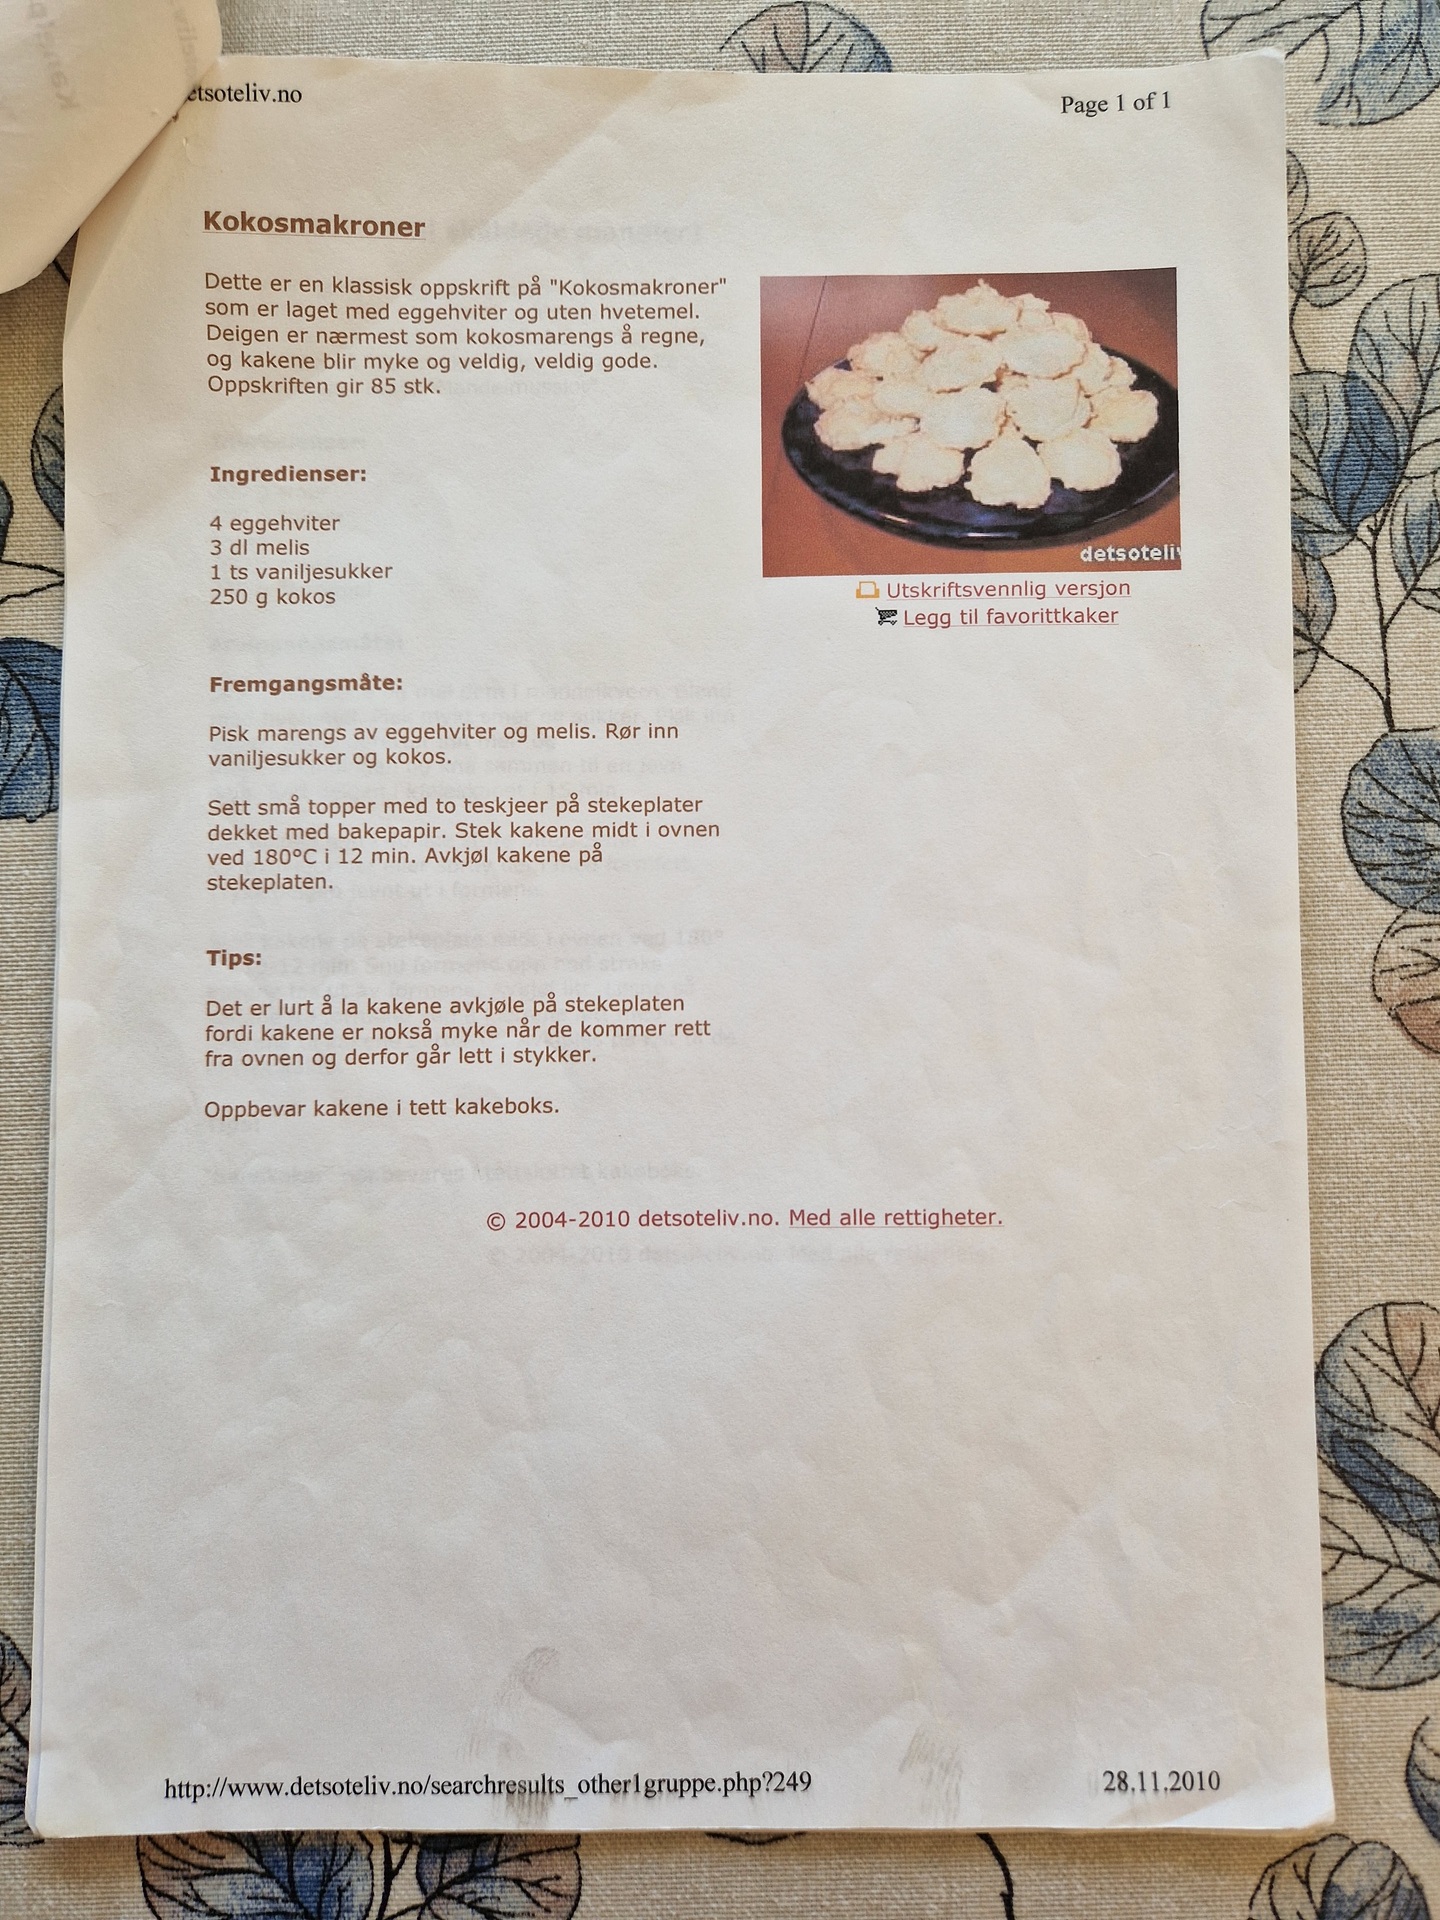 etsoteliv.no
Page 1 of 1
Kokosmakroner
Dette er en klassisk oppskrift på "Kokosmakroner"
som er laget med eggehviter og uten hvetemel.
Deigen er nærmest som kokosmarengs å regne,
og kakene blir myke og veldig, veldig gode.
Oppskriften gir 85 stk.
Ingredienser:
4 eggehviter
3 dl melis
1 ts vaniljesukker
250 g kokos
detsoteliv
Utskriftsvennlig versjon
Legg til favorittkaker
Fremgangsmåte:
Pisk marengs av eggehviter og melis. Rør inn
vaniljesukker og kokos.
Sett små topper med to teskjeer på stekeplater
dekket med bakepapir. Stek kakene midt i ovnen
ved 180°C i 12 min. Avkjøl kakene på
stekeplaten.
Tips:
Det er lurt å la kakene avkjøle på stekeplaten
fordi kakene er nokså myke når de kommer rett
fra ovnen og derfor går lett i stykker.
Oppbevar kakene i tett kakeboks.
© 2004-2010 detsoteliv.no. Med alle rettigheter.
http://www.detsoteliv.no/searchresults_other1gruppe.php?249
28.11.2010